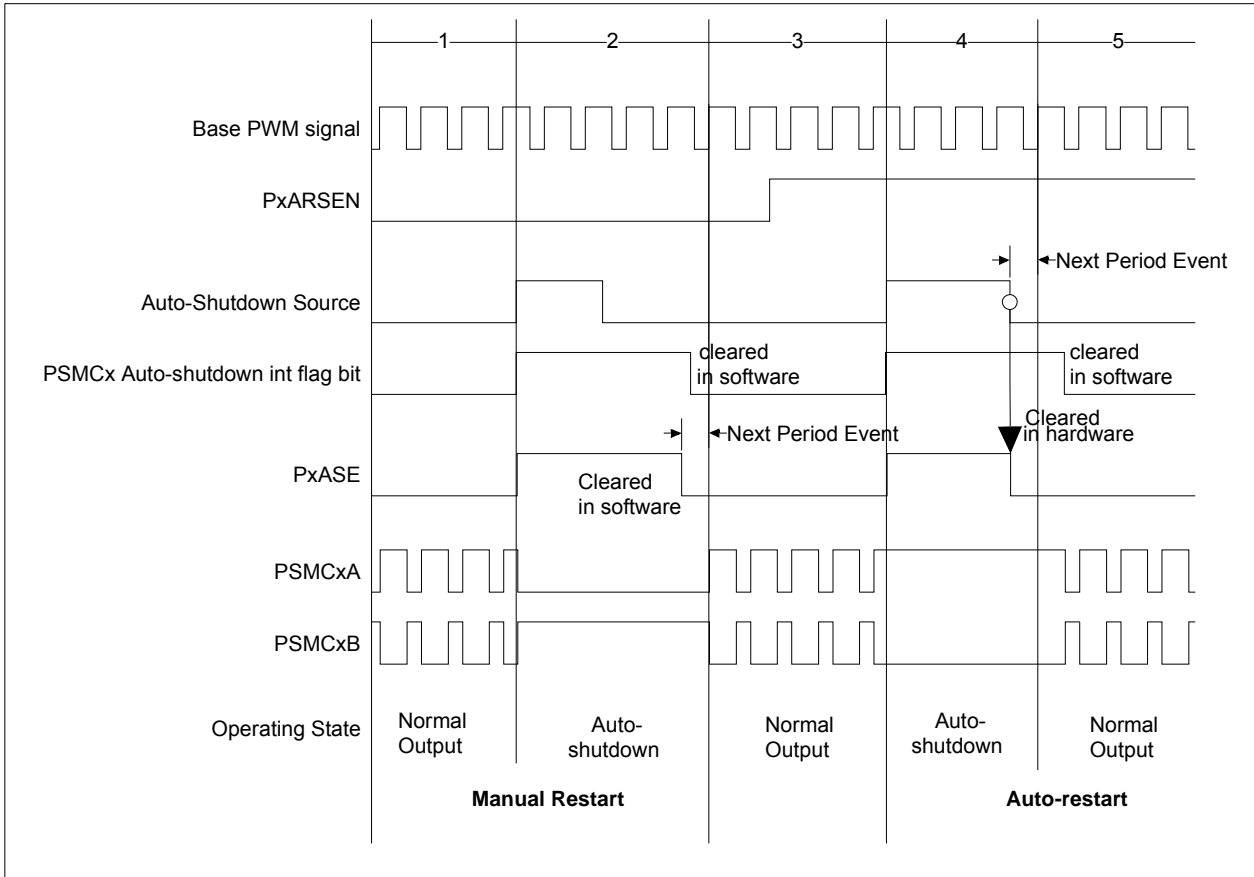 1
2
3
4
5
Base PWM signal
PxARSEN
Next Period Event
Auto-Shutdown Source
cleared
in software
cleared
in software
PSMCx Auto-shutdown int flag bit
Cleared
in hardware
Next Period Event
PxASE
Cleared
in software
PSMCxA
PSMCxB
Operating State
Normal
Output
Auto-
shutdown
Normal
Output
Auto-
shutdown
Normal
Output
Manual Restart
Auto-restart